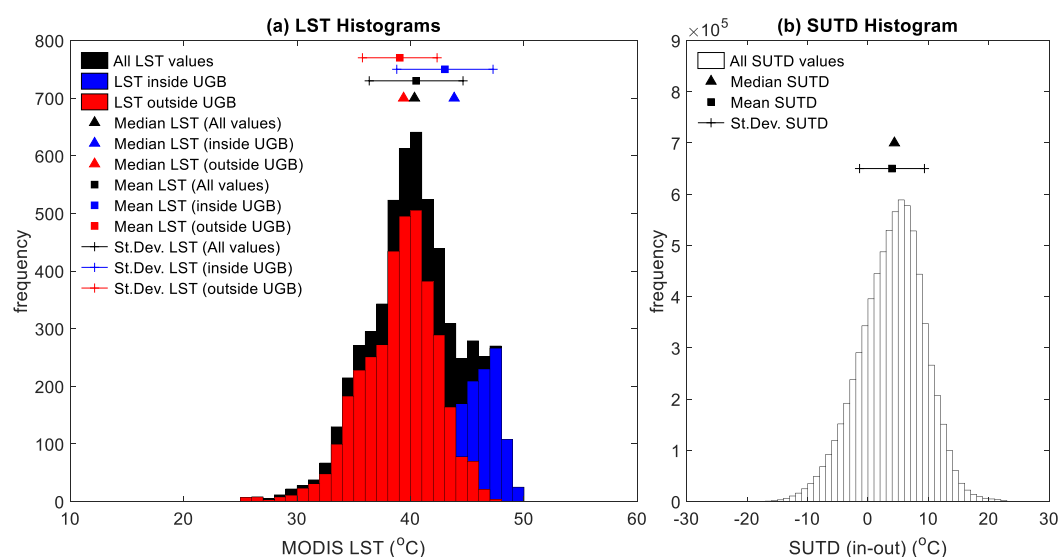 (a) LST Histograms
800
700
600
500
400
300
200
100
0
frequency
All LST values
LST inside UGB
LST outside UGB
Median LST (All values)
Median LST (inside UGB)
Median LST (outside UGB)
Mean LST (All values)
Mean LST (inside UGB)
Mean LST (outside UGB)
St.Dev. LST (All values)
St.Dev. LST (inside UGB)
St.Dev. LST (outside UGB)
10 20 30 40 50 60
MODIS LST (°C)
(b) SUTD Histogram
×10⁵
9
8
7
6
5
4
3
2
1
0
frequency
All SUTD values
Median SUTD
Mean SUTD
St.Dev. SUTD
-30 -20 -10 0 10 20 30
SUTD (in-out) (°C)